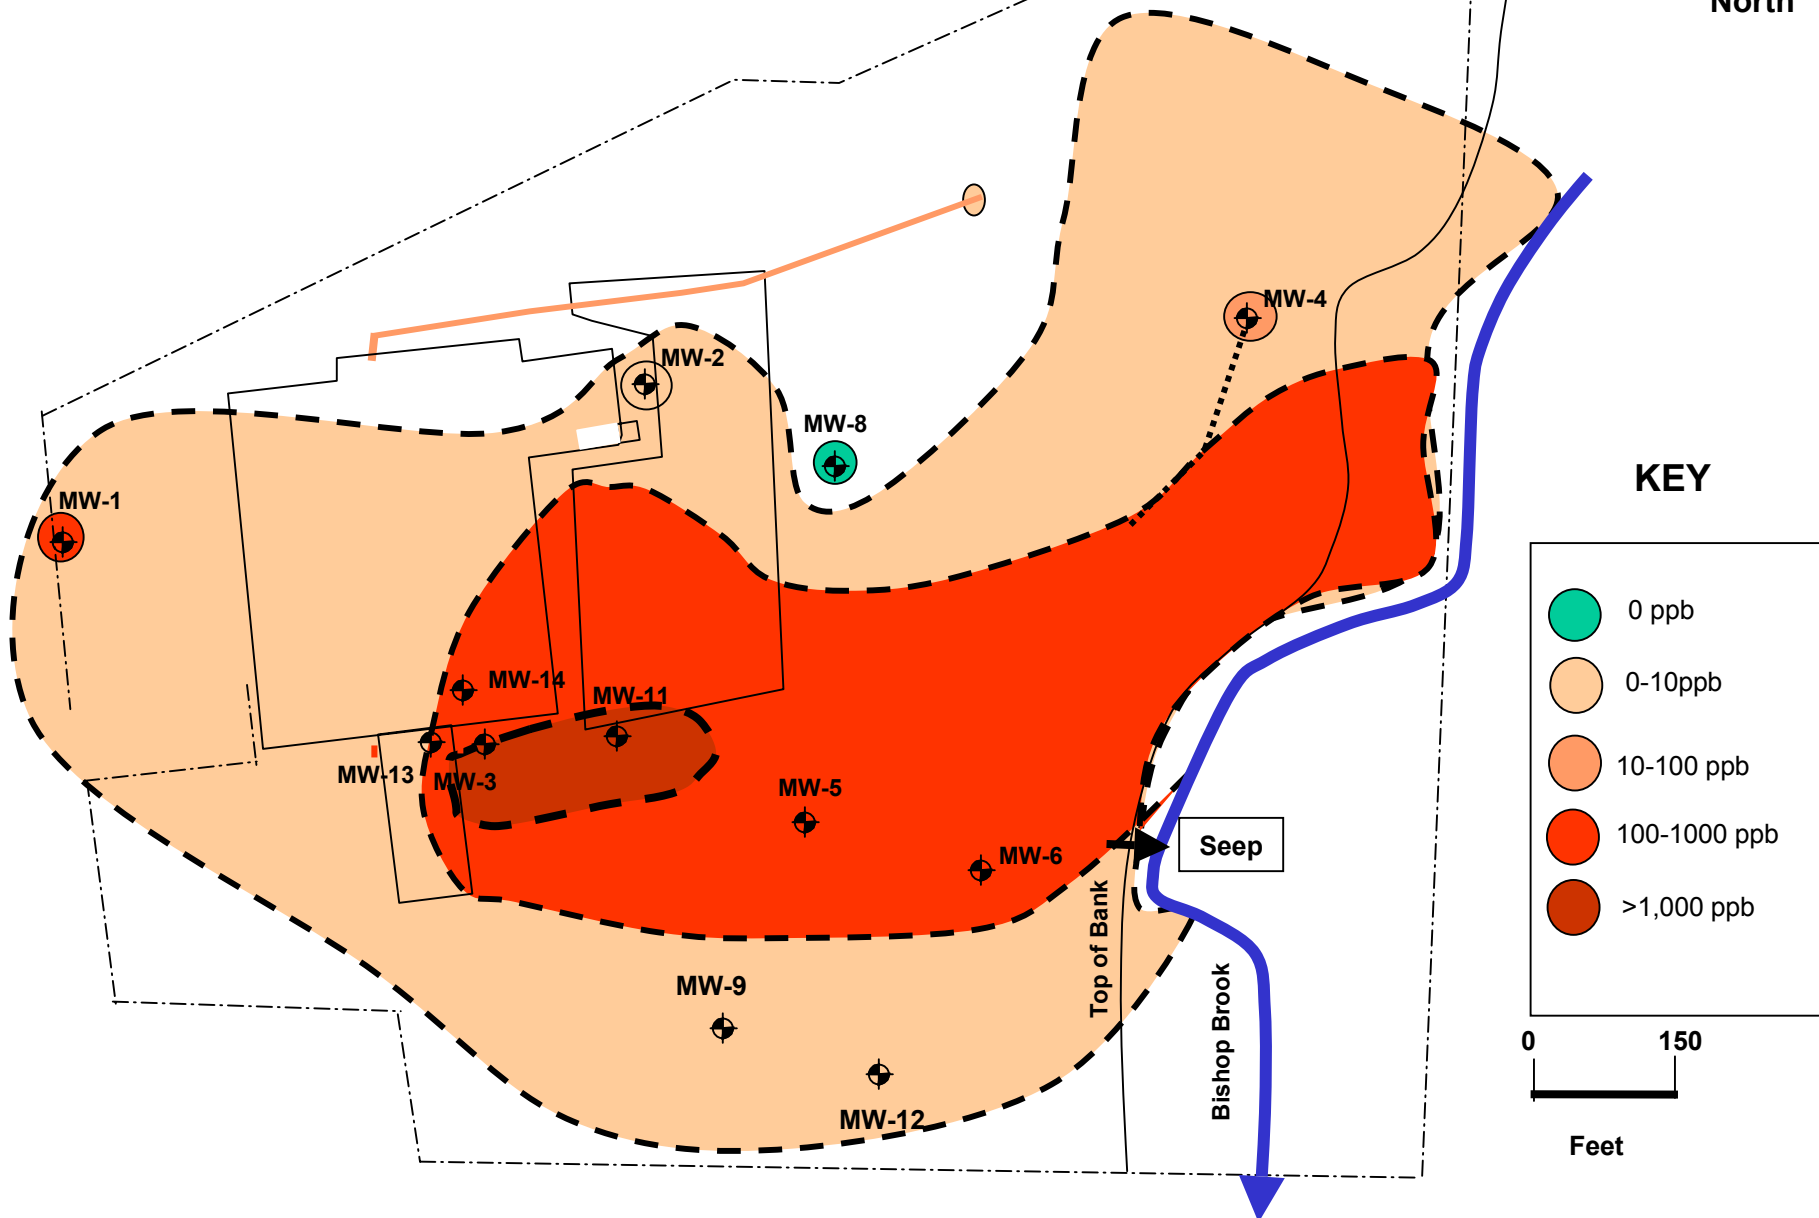 North
MW-4
MW-2
MW-8
MW-1
KEY
0 ppb
0-10ppb
MW-14
MW-11
10-100 ppb
MW-13
MW-3
MW-5
100-1000 ppb
MW-6
Seep
>1,000 ppb
Top of Bank
MW-9
Bishop Brook
0
150
MW-12
Feet